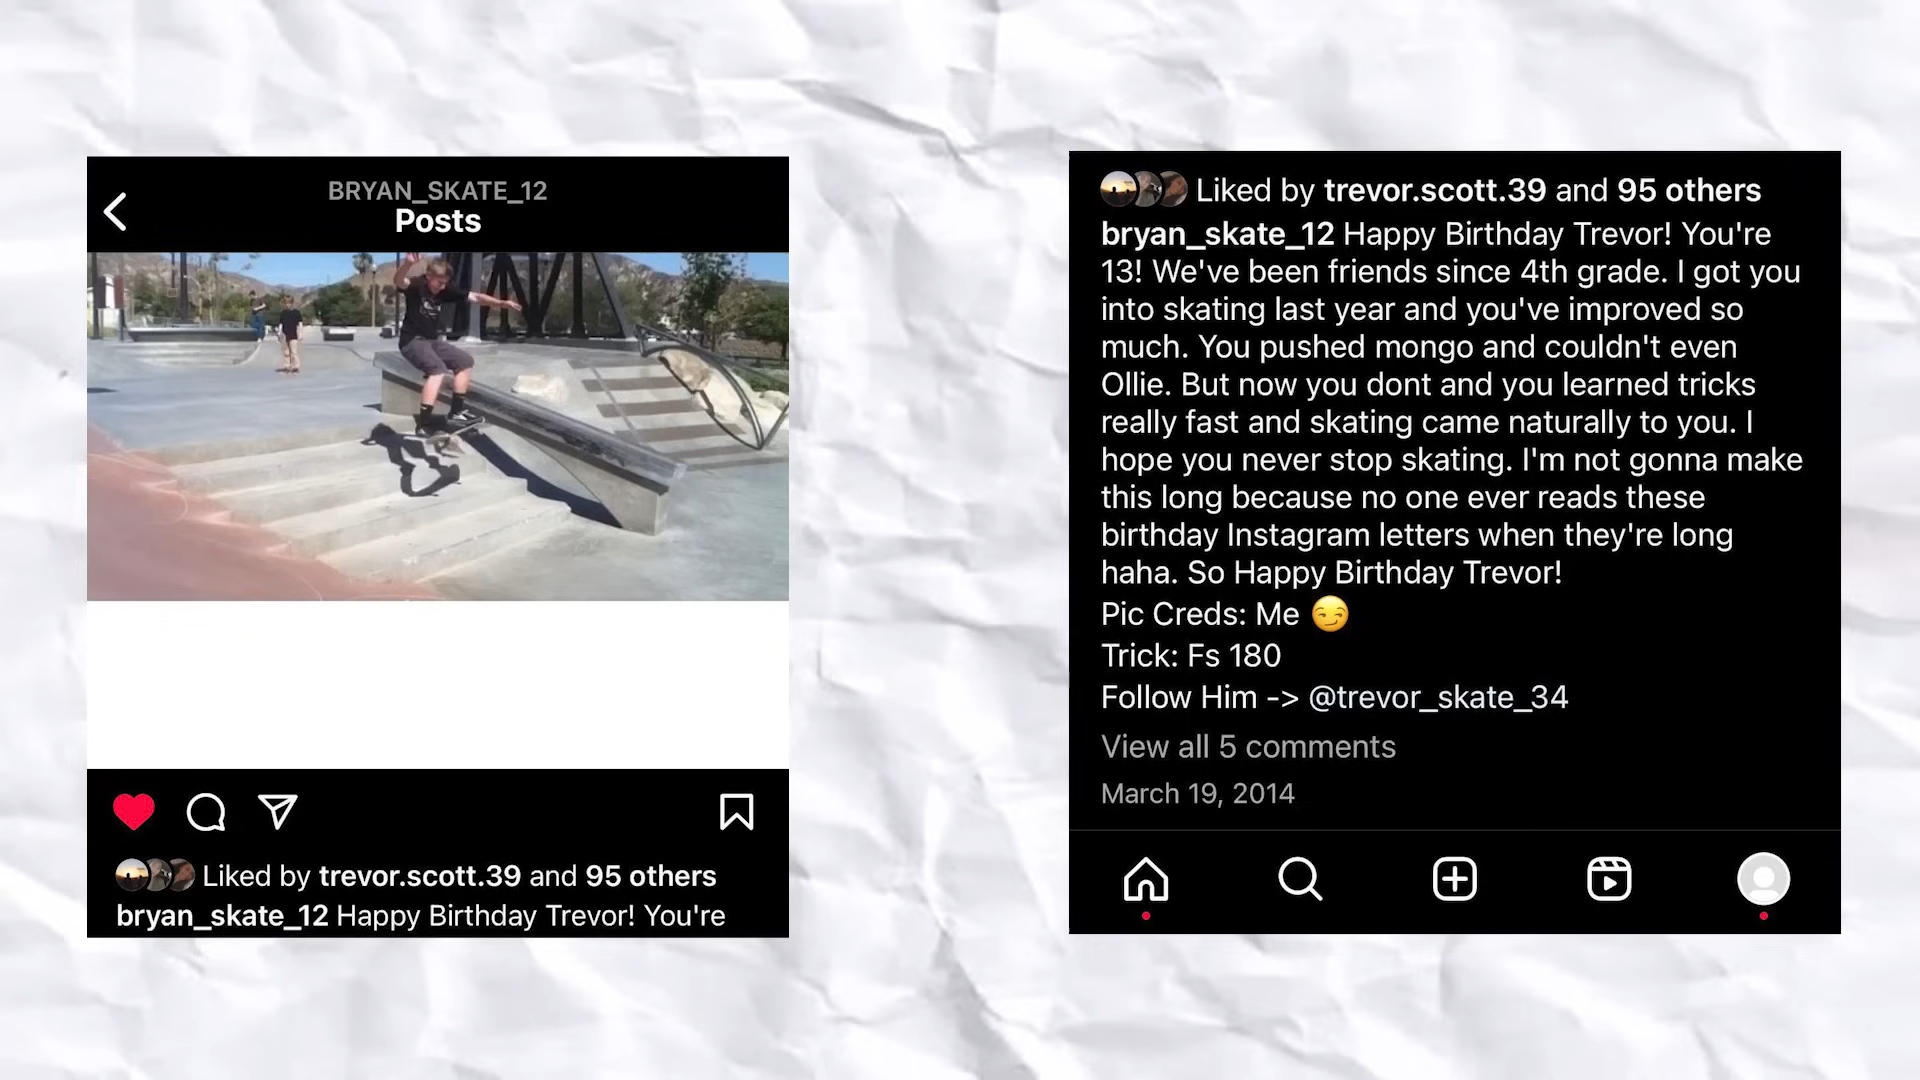 BRYAN_SKATE_12
Posts
Liked by trevor.scott.39 and 95 others
bryan_skate_12 Happy Birthday Trevor! You're
Liked by trevor.scott.39 and 95 others
bryan_skate_12 Happy Birthday Trevor! You're
13! We've been friends since 4th grade. I got you
into skating last year and you've improved so
much. You pushed mongo and couldn't even
Ollie. But now you dont and you learned tricks
really fast and skating came naturally to you. I
hope you never stop skating. I'm not gonna make
this long because no one ever reads these
birthday Instagram letters when they're long
haha. So Happy Birthday Trevor!
Pic Creds: Me 😏
Trick: Fs 180
Follow Him -> @trevor_skate_34
View all 5 comments
March 19, 2014